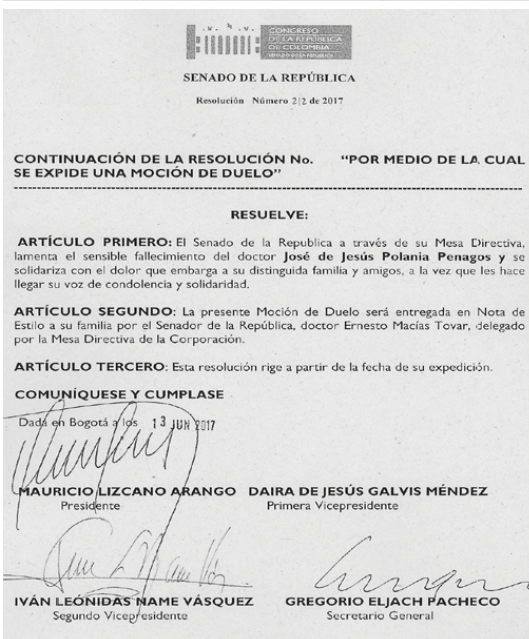 CONGRESO
DE LA REPÚBLICA
DE COLOMBIA
SENADO DE LA REPÚBLICA
Resolución Número 212 de 2017
CONTINUACIÓN DE LA RESOLUCIÓN No. "POR MEDIO DE LA CUAL
SE EXPIDE UNA MOCIÓN DE DUELO"
RESUELVE:
ARTÍCULO PRIMERO: El Senado de la Republica a través de su Mesa Directiva,
lamenta el sensible fallecimiento del doctor José de Jesús Polania Penagos y se
solidariza con el dolor que embarga a su distinguida familia y amigos, a la vez que les hace
llegar su voz de condolencia y solidaridad.
ARTÍCULO SEGUNDO: La presente Moción de Duelo será entregada en Nota de
Estilo a su familia por el Senador de la República, doctor Ernesto Macías Tovar, delegado
por la Mesa Directiva de la Corporación.
ARTÍCULO TERCERO: Esta resolución rige a partir de la fecha de su expedición.
COMUNÍQUESE Y CUMPLASE
Dada en Bogotá a los 13 JUN 2017
MAURICIO LIZCANO ARANGO DAIRA DE JESÚS GALVIS MÉNDEZ
Presidente Primera Vicepresidente
IVÁN LEÓNIDAS NAME VÁSQUEZ GREGORIO ELJACH PACHECO
Segundo Vicepresidente Secretario General